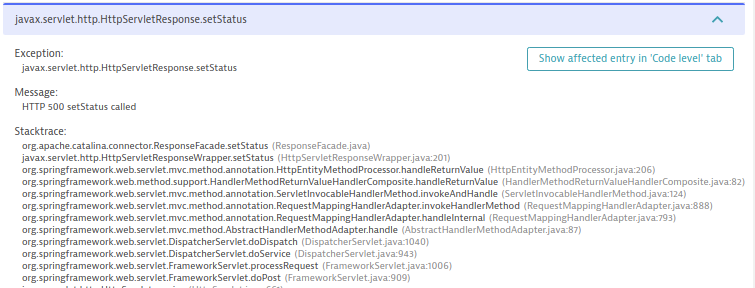 javax.servlet.http.HttpServletResponse.setStatus
Exception:
javax.servlet.http.HttpServletResponse.setStatus
Show affected entry in 'Code level' tab
Message:
HTTP 500 setStatus called
Stacktrace:
org.apache.catalina.connector.ResponseFacade.setStatus (ResponseFacade.java)
javax.servlet.http.HttpServletResponseWrapper.setStatus (HttpServletResponseWrapper.java:201)
org.springframework.web.servlet.mvc.method.annotation.HttpEntityMethodProcessor.handleReturnValue (HttpEntityMethodProcessor.java:206)
org.springframework.web.method.support.HandlerMethodReturnValueHandlerComposite.handleReturnValue (HandlerMethodReturnValueHandlerComposite.java:82)
org.springframework.web.servlet.mvc.method.annotation.ServletInvocableHandlerMethod.invokeAndHandle (ServletInvocableHandlerMethod.java:124)
org.springframework.web.servlet.mvc.method.annotation.RequestMappingHandlerAdapter.invokeHandlerMethod (RequestMappingHandlerAdapter.java:888)
org.springframework.web.servlet.mvc.method.annotation.RequestMappingHandlerAdapter.handleInternal (RequestMappingHandlerAdapter.java:793)
org.springframework.web.servlet.mvc.method.AbstractHandlerMethodAdapter.handle (AbstractHandlerMethodAdapter.java:87)
org.springframework.web.servlet.DispatcherServlet.doDispatch (DispatcherServlet.java:1040)
org.springframework.web.servlet.DispatcherServlet.doService (DispatcherServlet.java:943)
org.springframework.web.servlet.FrameworkServlet.processRequest (FrameworkServlet.java:1006)
org.springframework.web.servlet.FrameworkServlet.doPost (FrameworkServlet.java:909)